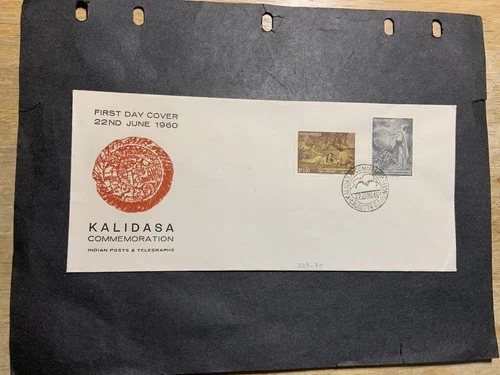 FIRST DAY COVER
22ND JUNE 1960
KALIDASA
COMMEMORATION
INDIAN POSTS & TELEGRAPHS